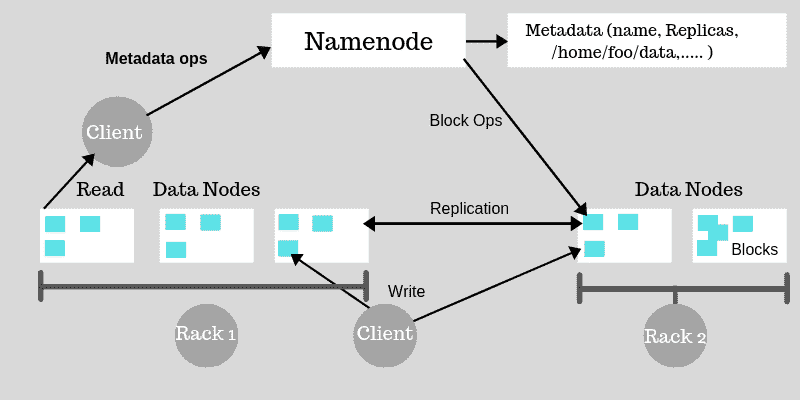 Namenode
Metadata (name, Replicas,
/home/foo/data,..... )
Metadata ops
Client
Block Ops
Read
Data Nodes
Data Nodes
Replication
Blocks
Write
Rack 1
Client
Rack 2